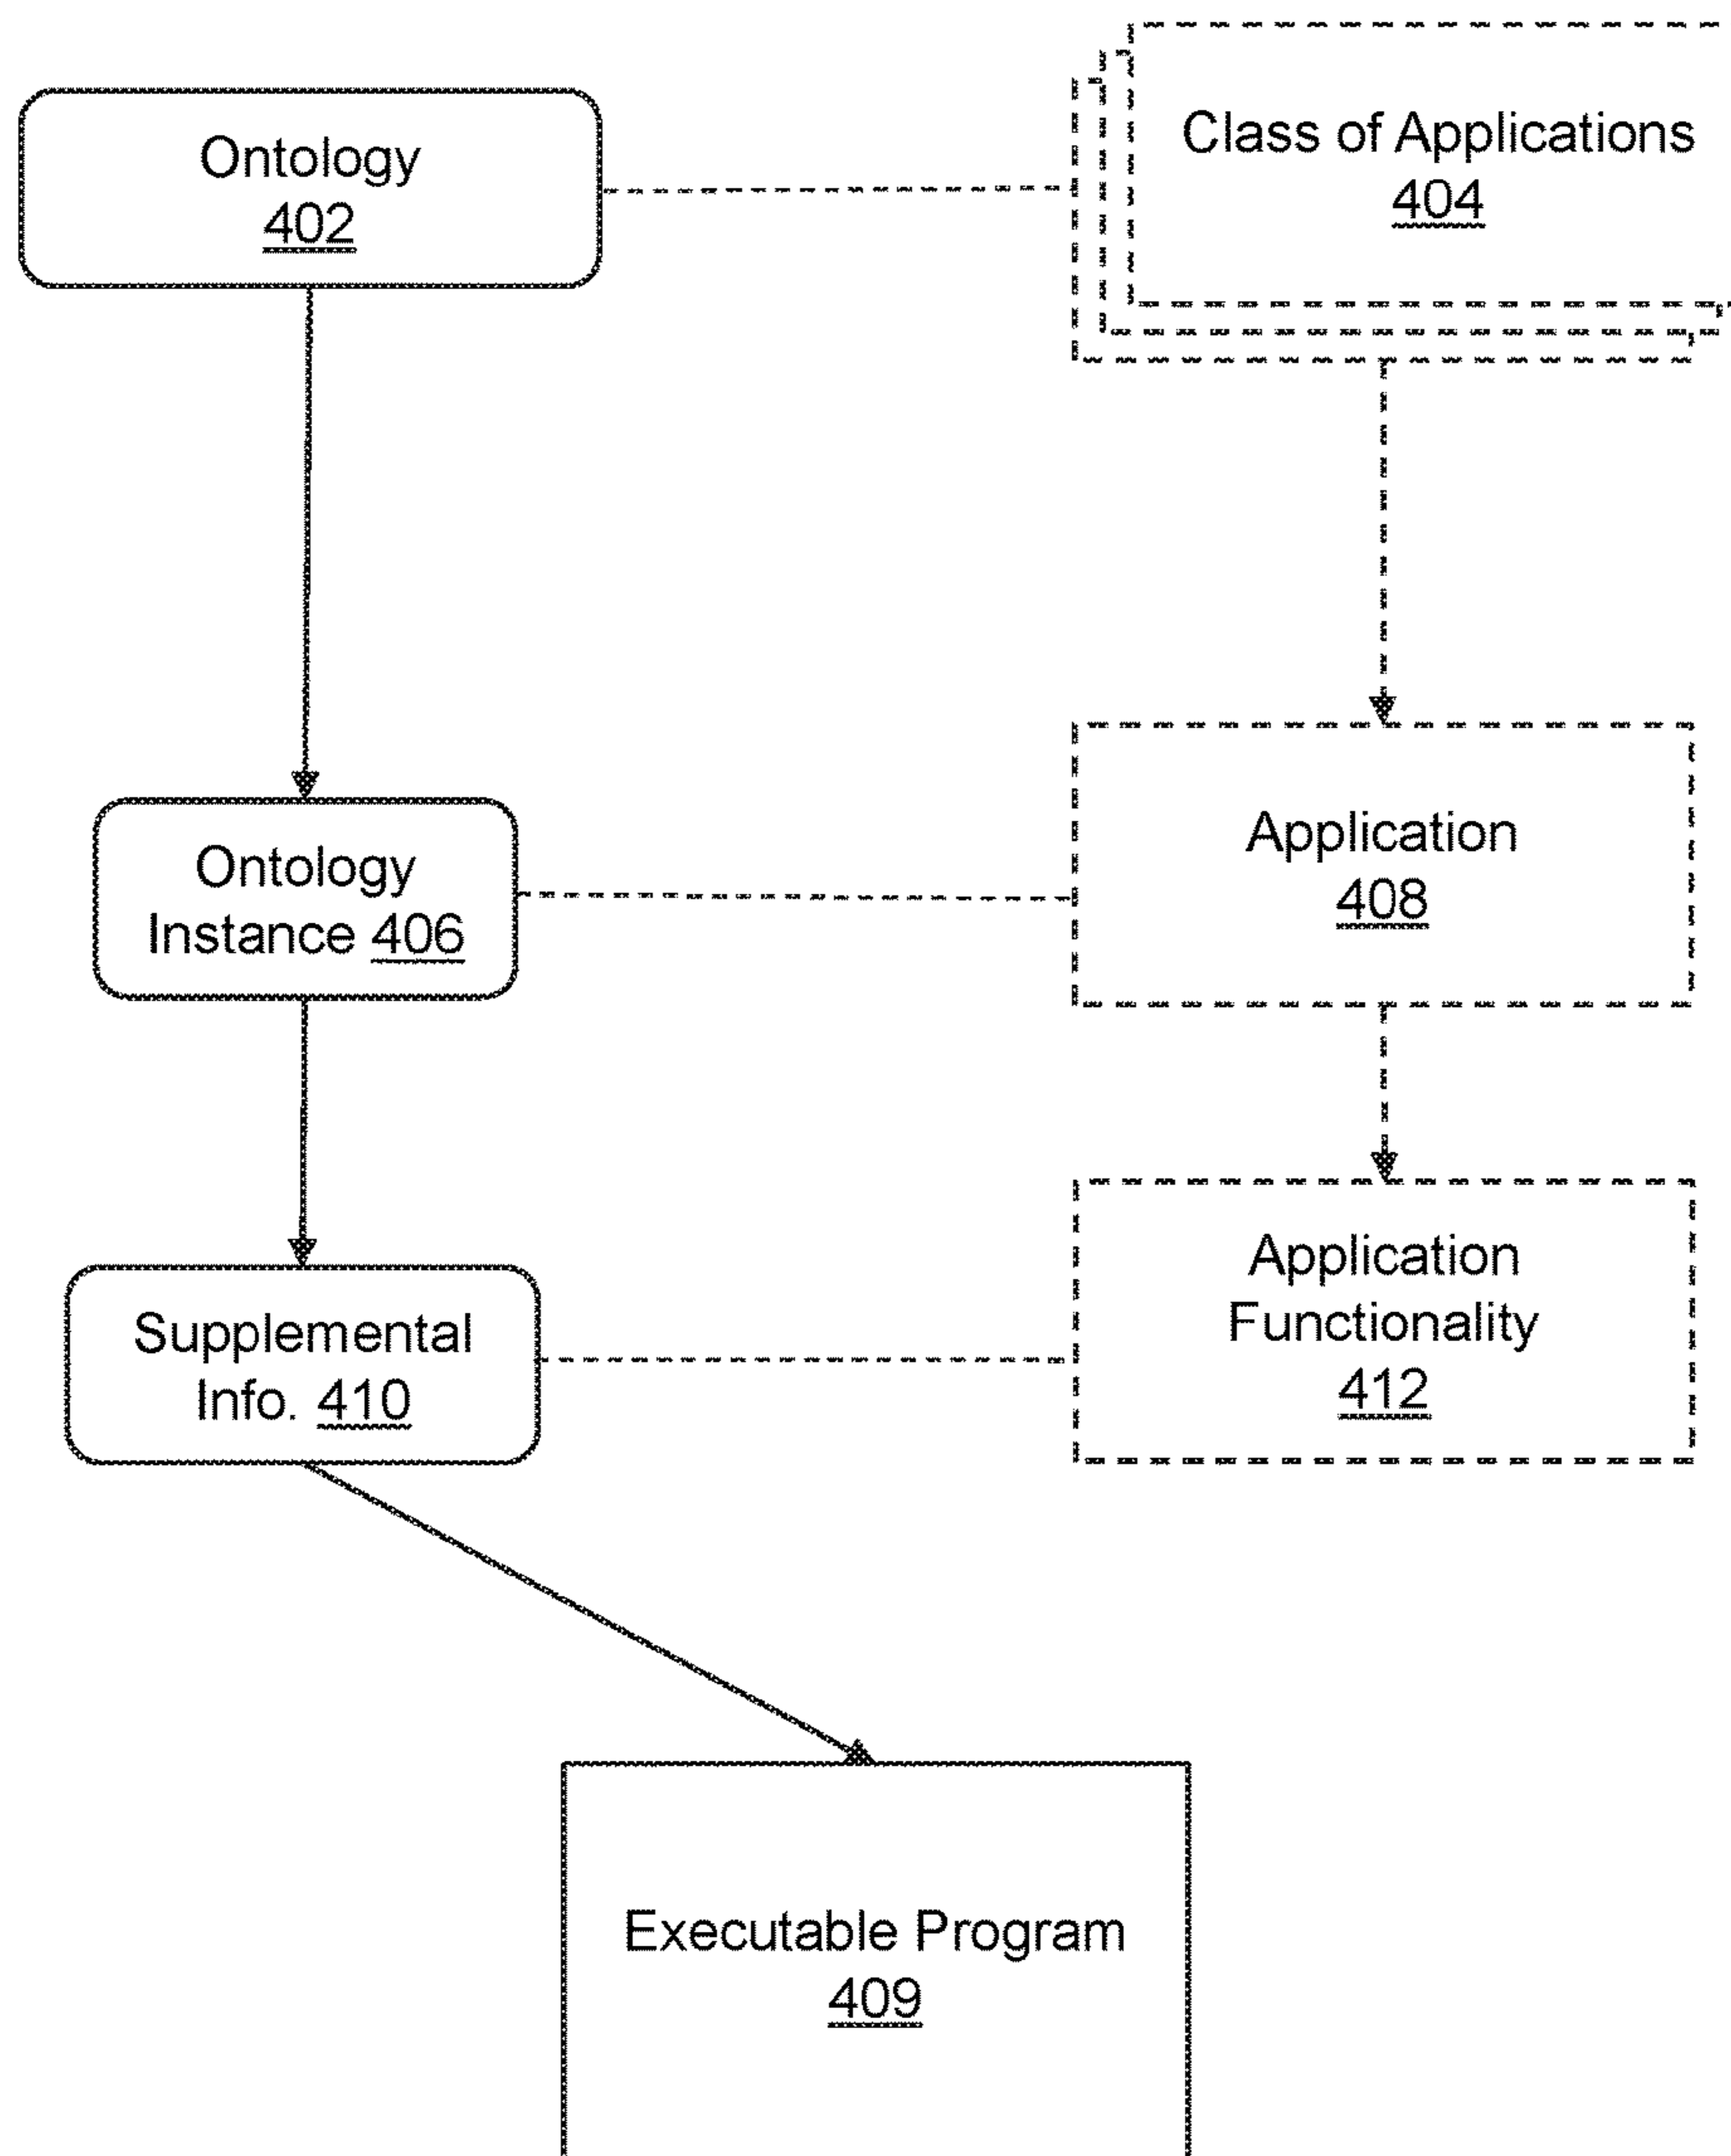 Ontology
402
Class of Applications
404
Ontology
Instance 406
Application
408
Supplemental
Info. 410
Application
Functionality
412
Executable Program
409